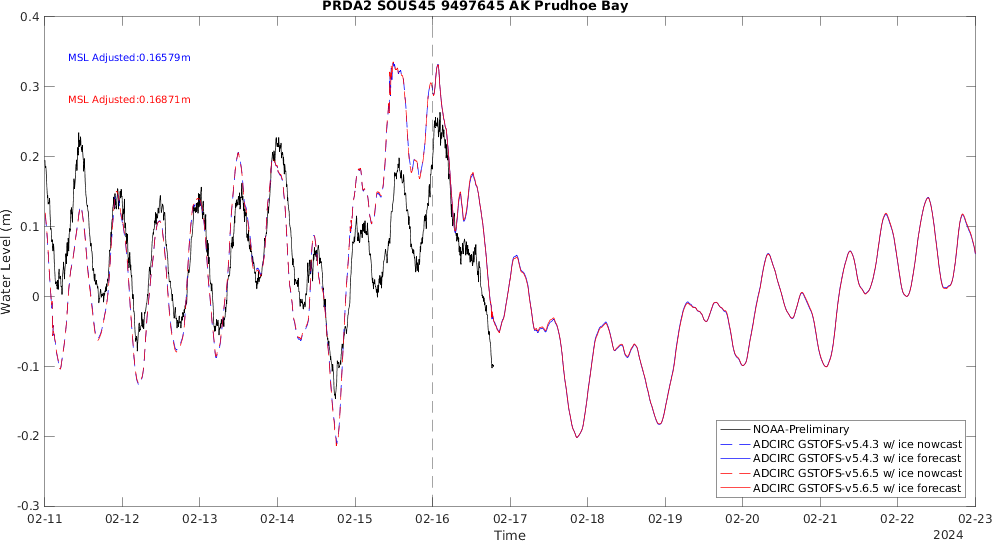 PRDA2 SOUS45 9497645 AK Prudhoe Bay
MSL Adjusted:0.16579m
MSL Adjusted:0.16871m
Water Level (m)
0.4
0.3
0.2
0.1
0
-0.1
-0.2
-0.3
NOAA-Preliminary
ADCIRC GSTOFS-v5.4.3 w/ ice nowcast
ADCIRC GSTOFS-v5.4.3 w/ ice forecast
ADCIRC GSTOFS-v5.6.5 w/ ice nowcast
ADCIRC GSTOFS-v5.6.5 w/ ice forecast
02-11 02-12 02-13 02-14 02-15 02-16 02-17 02-18 02-19 02-20 02-21 02-22 02-23
Time
2024